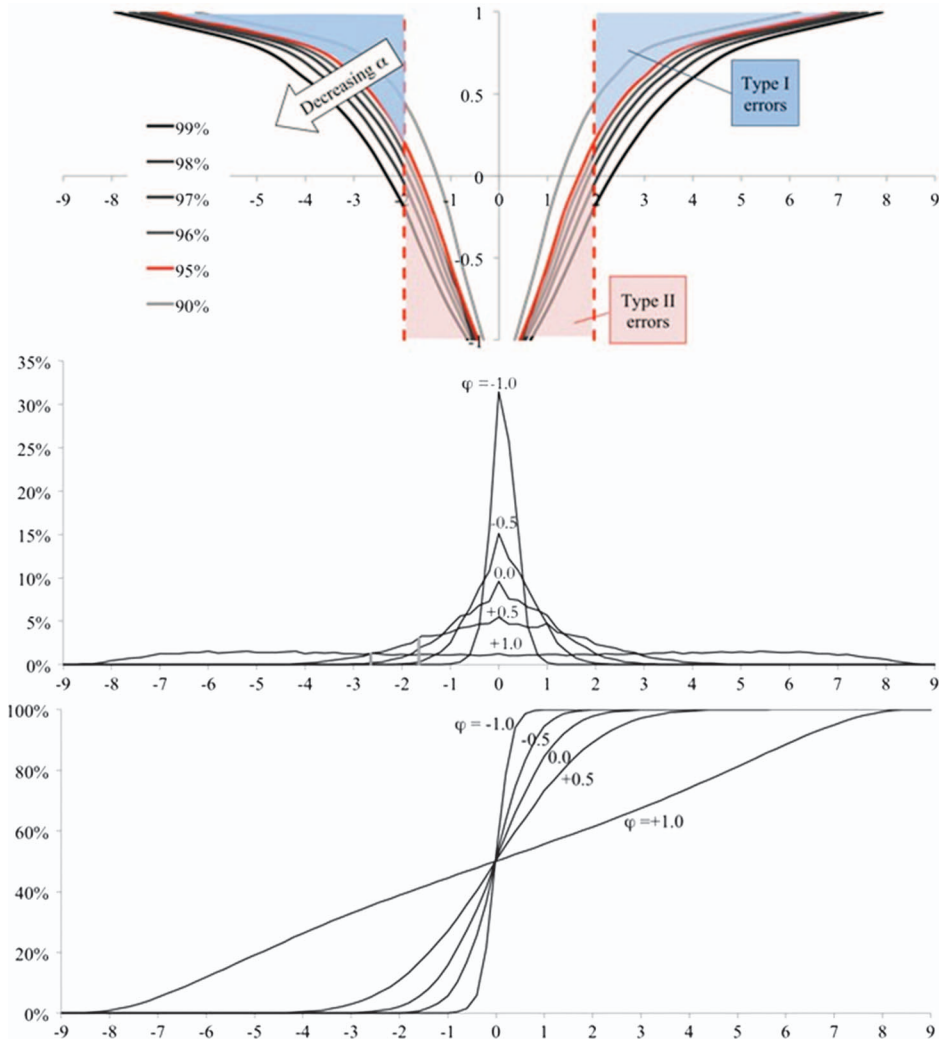 1
Decreasing α
Type I
errors
0.5
99%
98%
97%
96%
95%
90%
0
-9 -8 -5 -4 -3 -2 -1 0 1 2 3 4 5 6 7 8 9
-0.5
Type II
errors
-1
35%
30%
25%
20%
15%
10%
5%
0%
φ = -1.0
-0.5
0.0
+0.5
+1.0
-9 -8 -7 -6 -5 -4 -3 -2 -1 0 1 2 3 4 5 6 7 8 9
100%
80%
60%
40%
20%
0%
φ = -1.0
-0.5
0.0
+0.5
φ =+1.0
-9 -8 -7 -6 -5 -4 -3 -2 -1 0 1 2 3 4 5 6 7 8 9